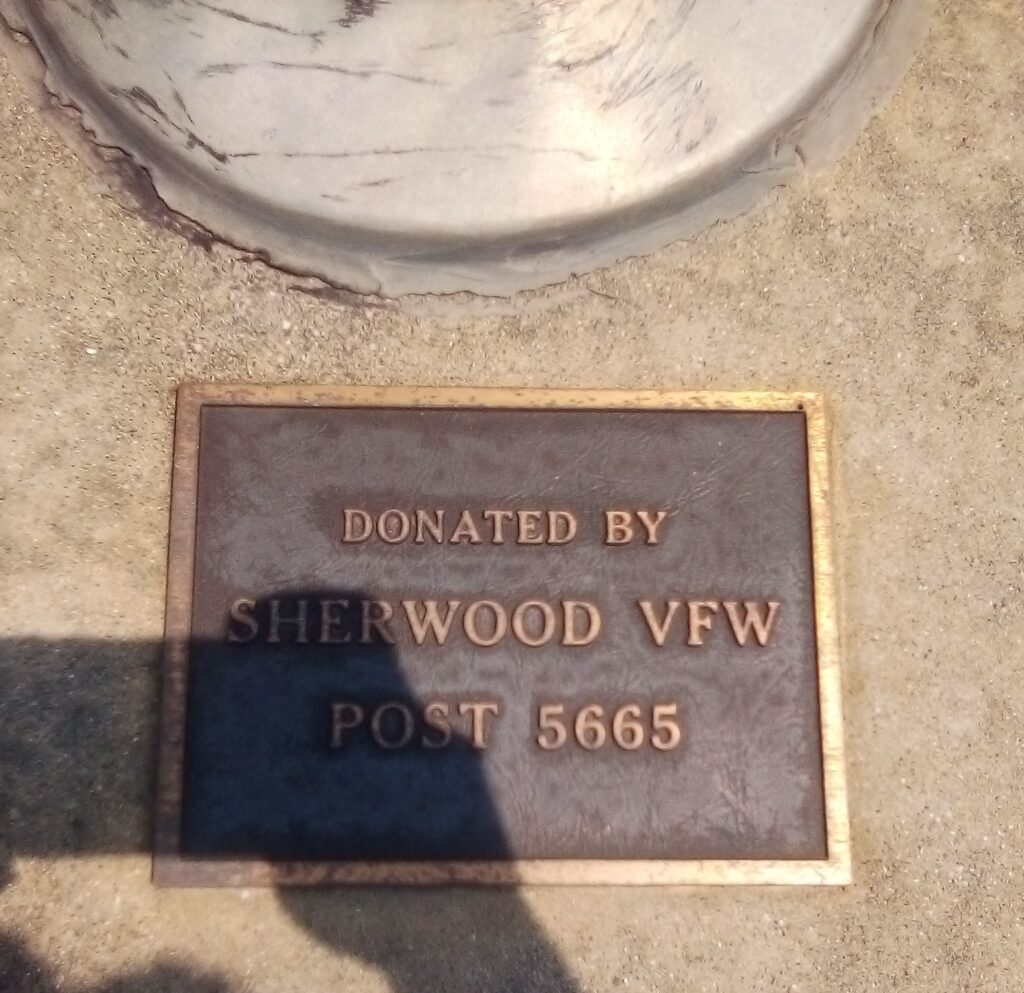 DONATED BY
SHERWOOD VFW
POST 5665